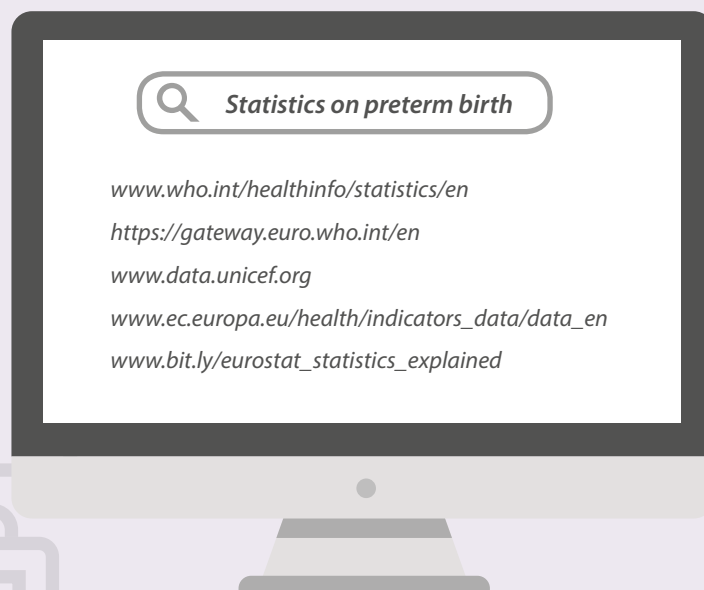 Statistics on preterm birth
www.who.int/healthinfo/statistics/en
https://gateway.euro.who.int/en
www.data.unicef.org
www.ec.europa.eu/health/indicators_data/data_en
www.bit.ly/eurostat_statistics_explained